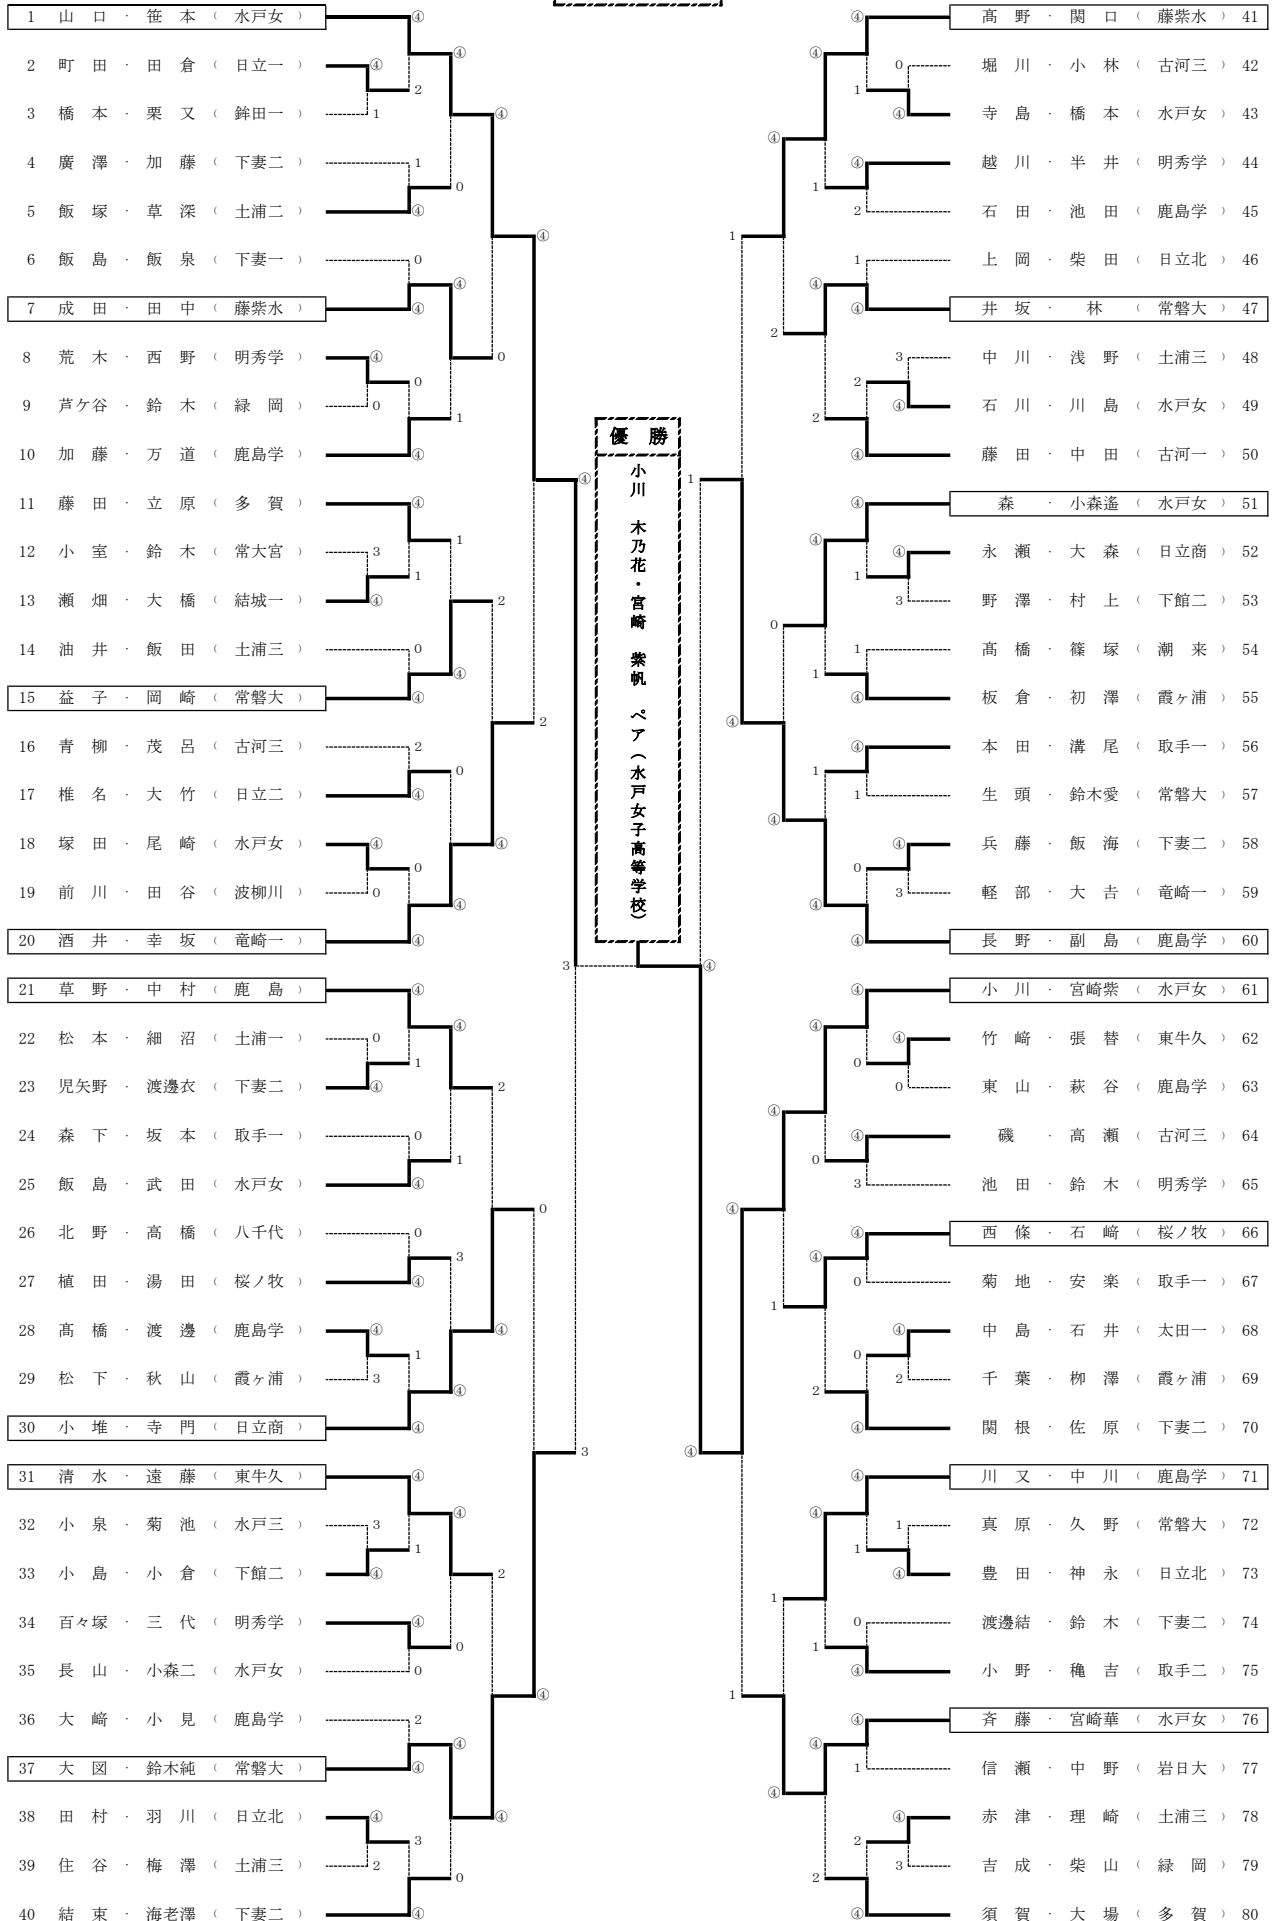 1 山口・笹本（水戸女）
2 町田・田倉（日立一）
3 橋本・栗又（鉾田一）
4 廣澤・加藤（下妻二）
5 飯塚・草深（土浦二）
6 飯島・飯泉（下妻一）
7 成田・田中（藤紫水）
8 荒木・西野（明秀学）
9 芦ケ谷・鈴木（緑岡）
10 加藤・万道（鹿島学）
11 藤田・立原（多賀）
12 小室・鈴木（常大宮）
13 瀬畑・大橋（結城一）
14 油井・飯田（土浦三）
15 益子・岡崎（常磐大）
16 青柳・茂呂（古河三）
17 椎名・大竹（日立二）
18 塚田・尾崎（水戸女）
19 前川・田谷（波柳川）
20 酒井・幸坂（竜崎一）
21 草野・中村（鹿島）
22 松本・細沼（土浦一）
23 児矢野・渡邊衣（下妻二）
24 森下・坂本（取手一）
25 飯島・武田（水戸女）
26 北野・高橋（八千代）
27 植田・湯田（桜ノ牧）
28 髙橋・渡邊（鹿島学）
29 松下・秋山（霞ヶ浦）
30 小堆・寺門（日立商）
31 清水・遠藤（東牛久）
32 小泉・菊池（水戸三）
33 小島・小倉（下館二）
34 百々塚・三代（明秀学）
35 長山・小森二（水戸女）
36 大﨑・小見（鹿島学）
37 大図・鈴木純（常磐大）
38 田村・羽川（日立北）
39 住谷・梅澤（土浦三）
40 結束・海老澤（下妻二）
優勝
小川 木乃花・宮崎 紫帆 ペア（水戸女子高等学校）
髙野・関口（藤紫水）41
堀川・小林（古河三）42
寺島・橋本（水戸女）43
越川・半井（明秀学）44
石田・池田（鹿島学）45
上岡・柴田（日立北）46
井坂・林（常磐大）47
中川・浅野（土浦三）48
石川・川島（水戸女）49
藤田・中田（古河一）50
森・小森遙（水戸女）51
永瀬・大森（日立商）52
野澤・村上（下館二）53
髙橋・篠塚（潮来）54
板倉・初澤（霞ヶ浦）55
本田・溝尾（取手一）56
生頭・鈴木愛（常磐大）57
兵藤・飯海（下妻二）58
軽部・大𠮷（竜崎一）59
長野・副島（鹿島学）60
小川・宮崎紫（水戸女）61
竹﨑・張替（東牛久）62
東山・萩谷（鹿島学）63
磯・高瀬（古河三）64
池田・鈴木（明秀学）65
西條・石﨑（桜ノ牧）66
菊地・安楽（取手一）67
中島・石井（太田一）68
千葉・栁澤（霞ヶ浦）69
関根・佐原（下妻二）70
川又・中川（鹿島学）71
真原・久野（常磐大）72
豊田・神永（日立北）73
渡邊結・鈴木（下妻二）74
小野・穐吉（取手二）75
斉藤・宮崎華（水戸女）76
信瀬・中野（岩日大）77
赤津・理崎（土浦三）78
吉成・柴山（緑岡）79
須賀・大場（多賀）80